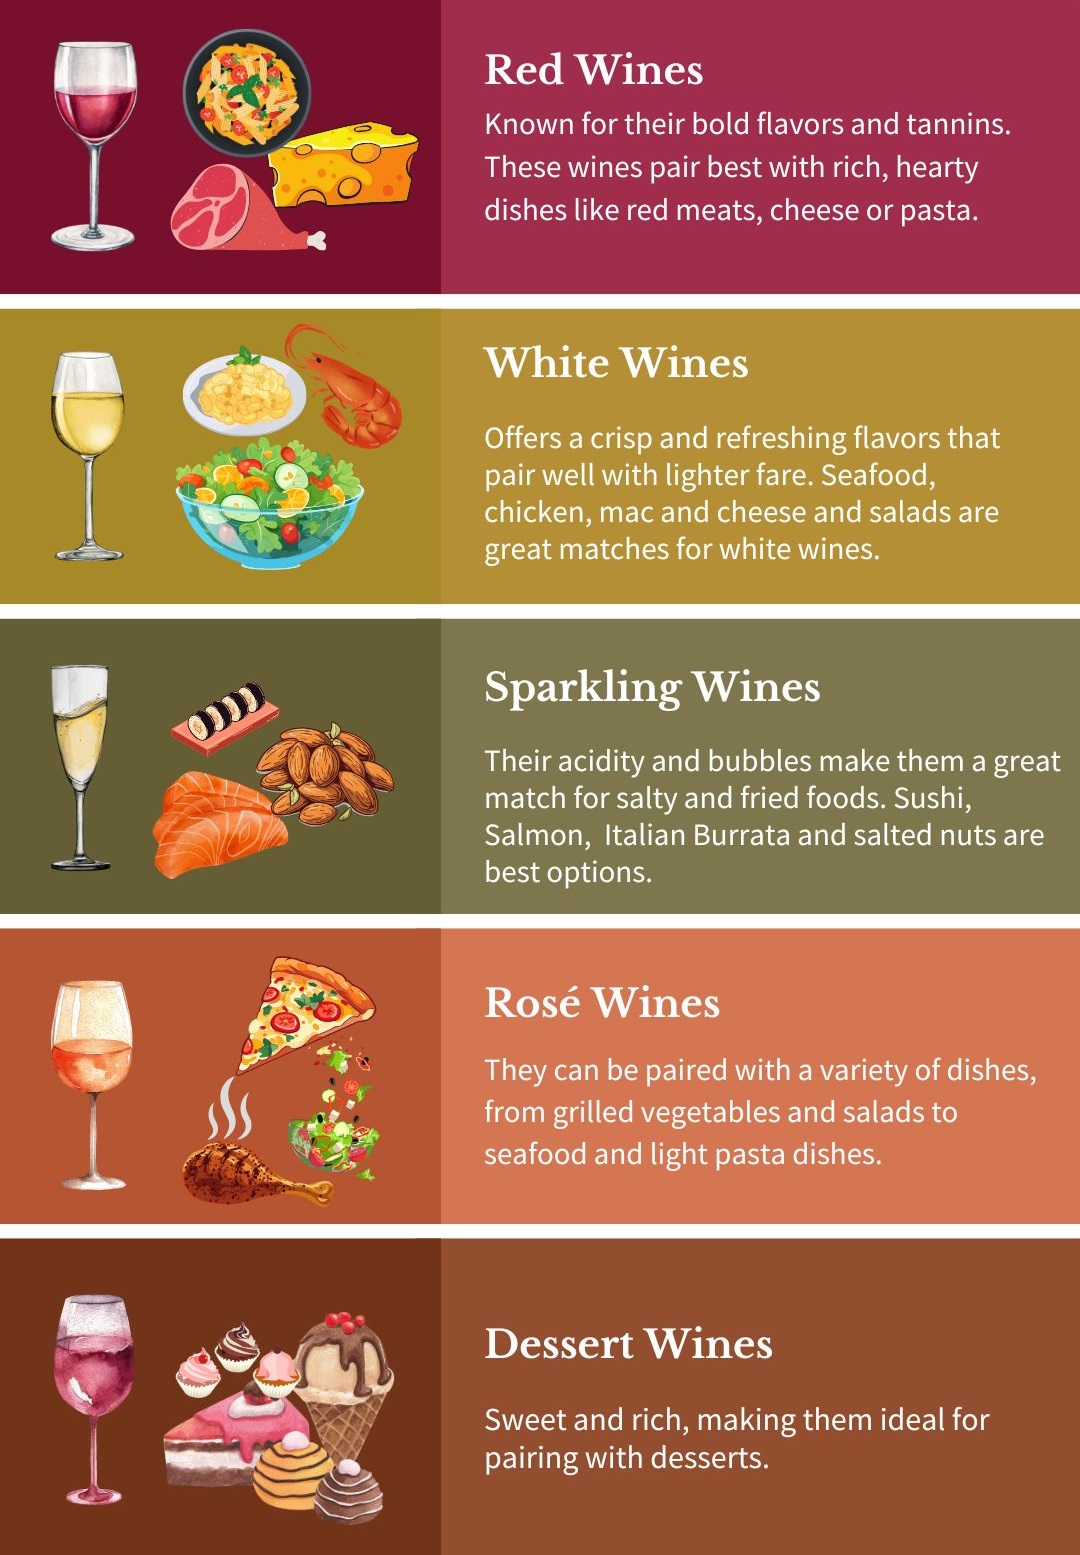 Red Wines
Known for their bold flavors and tannins.
These wines pair best with rich, hearty
dishes like red meats, cheese or pasta.
White Wines
Offers a crisp and refreshing flavors that
pair well with lighter fare. Seafood,
chicken, mac and cheese and salads are
great matches for white wines.
Sparkling Wines
Their acidity and bubbles make them a great
match for salty and fried foods. Sushi,
Salmon,  Italian Burrata and salted nuts are
best options.
Rosé Wines
They can be paired with a variety of dishes,
from grilled vegetables and salads to
seafood and light pasta dishes.
Dessert Wines
Sweet and rich, making them ideal for
pairing with desserts.